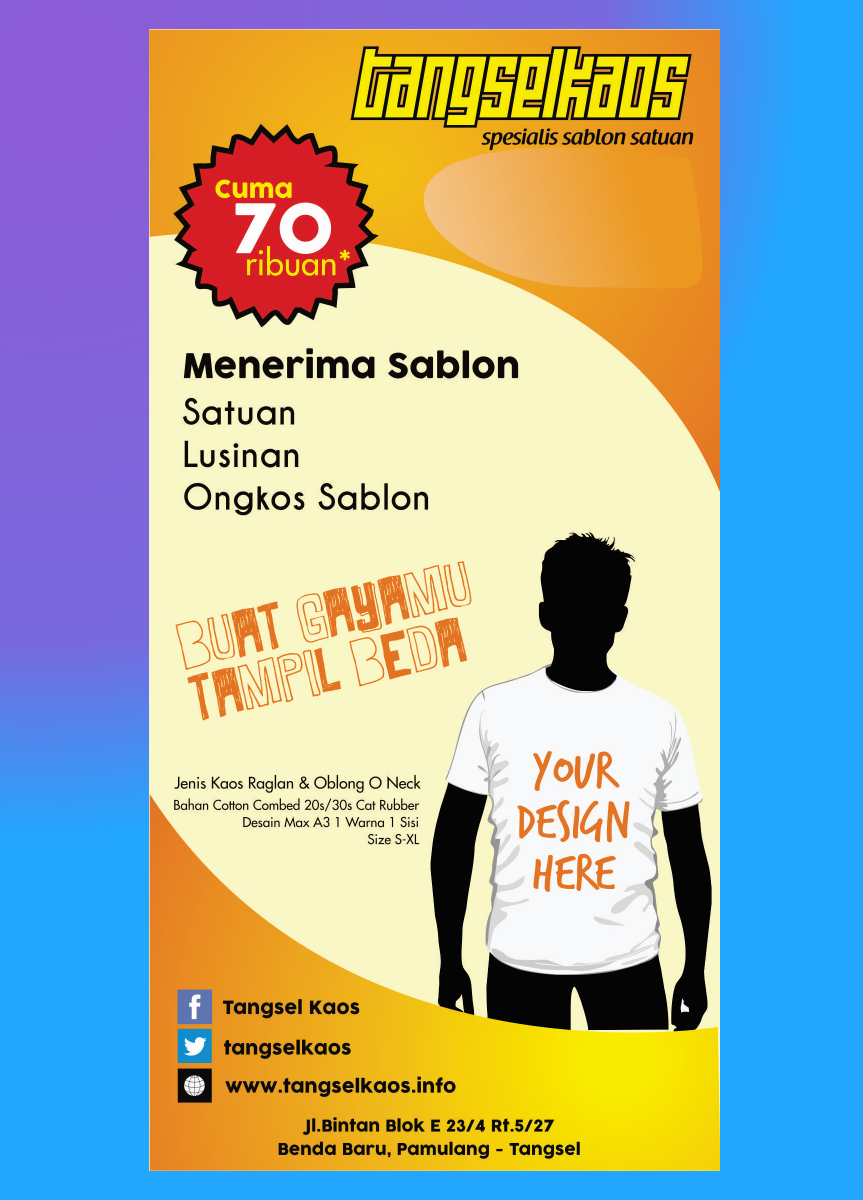 tangselkaos
spesialis sablon satuan
Cuma
70
ribuan*
Menerima Sablon
Satuan
Lusinan
Ongkos Sablon
BUAT GAYAMU
TAMPIL BEDA
Jenis Kaos Raglan & Oblong O Neck
Bahan Cotton Combed 20s/30s Cat Rubber
Desain Max A3 1 Warna 1 Sisi
Size S-XL
YOUR
DESIGN
HERE
Tangsel Kaos
tangselkaos
www.tangselkaos.info
Jl.Bintan Blok E 23/4 Rt.5/27
Benda Baru, Pamulang - Tangsel